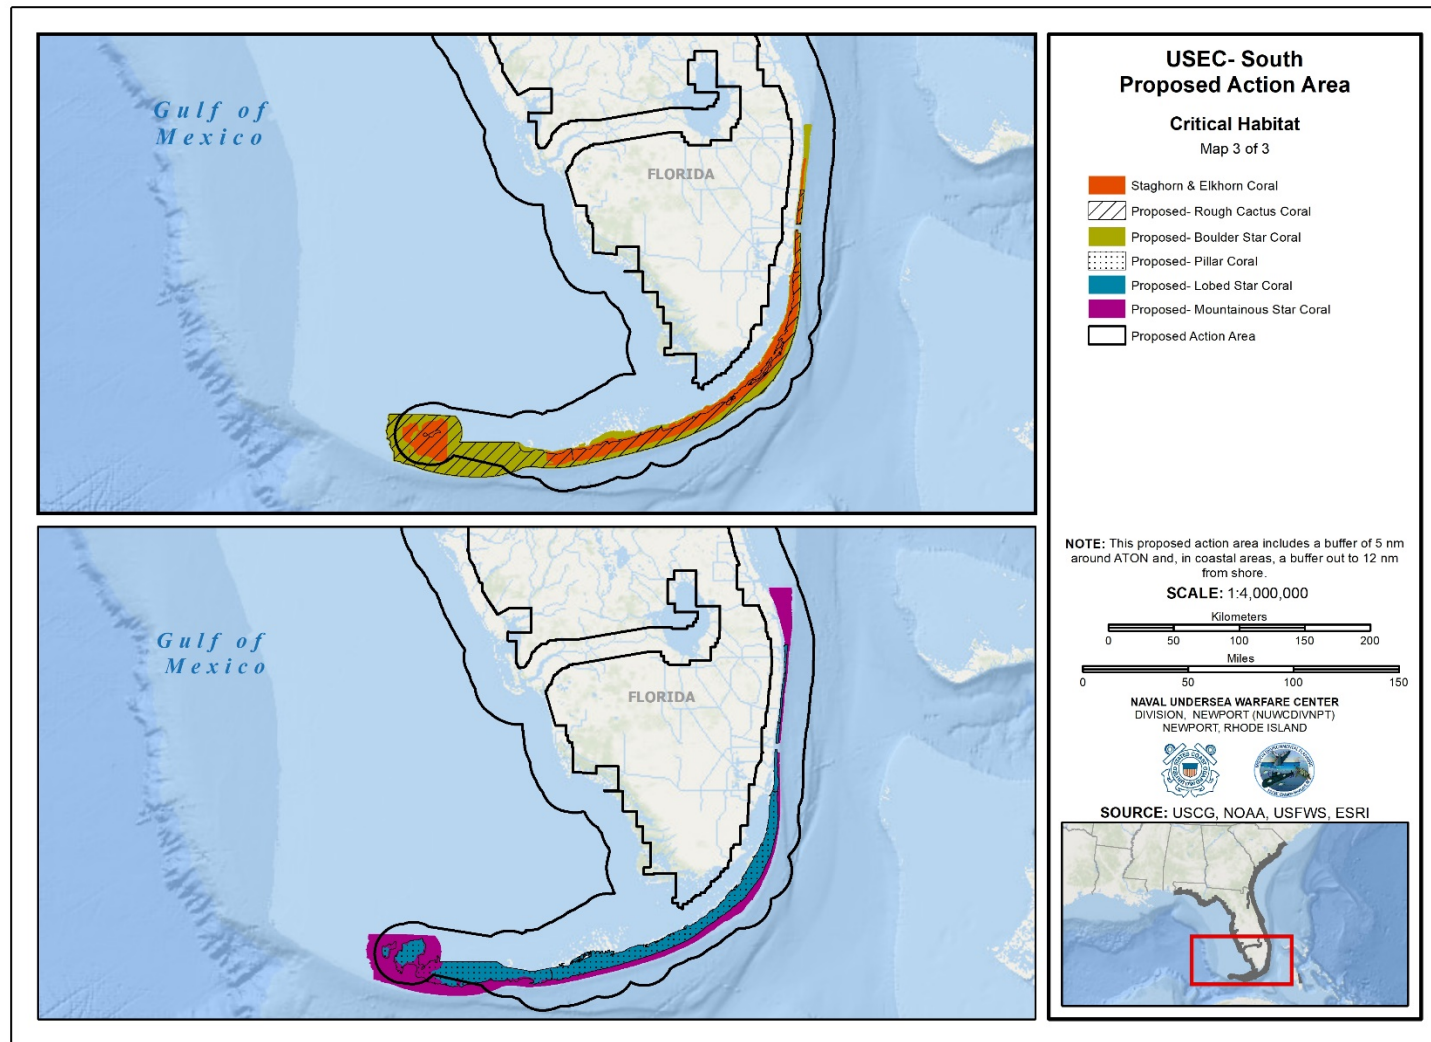 Gulf of
Mexico
FLORIDA
Gulf of
Mexico
FLORIDA
USEC- South
Proposed Action Area
Critical Habitat
Map 3 of 3
Staghorn & Elkhorn Coral
Proposed- Rough Cactus Coral
Proposed- Boulder Star Coral
Proposed- Pillar Coral
Proposed- Lobed Star Coral
Proposed- Mountainous Star Coral
Proposed Action Area
NOTE: This proposed action area includes a buffer of 5 nm
around ATON and, in coastal areas, a buffer out to 12 nm
from shore.
SCALE: 1:4,000,000
Kilometers
0 50 100 150 200
Miles
0 50 100 150
NAVAL UNDERSEA WARFARE CENTER
DIVISION, NEWPORT (NUWCDIVNPT)
NEWPORT, RHODE ISLAND
UNITED STATES COAST GUARD
SOURCE: USCG, NOAA, USFWS, ESRI